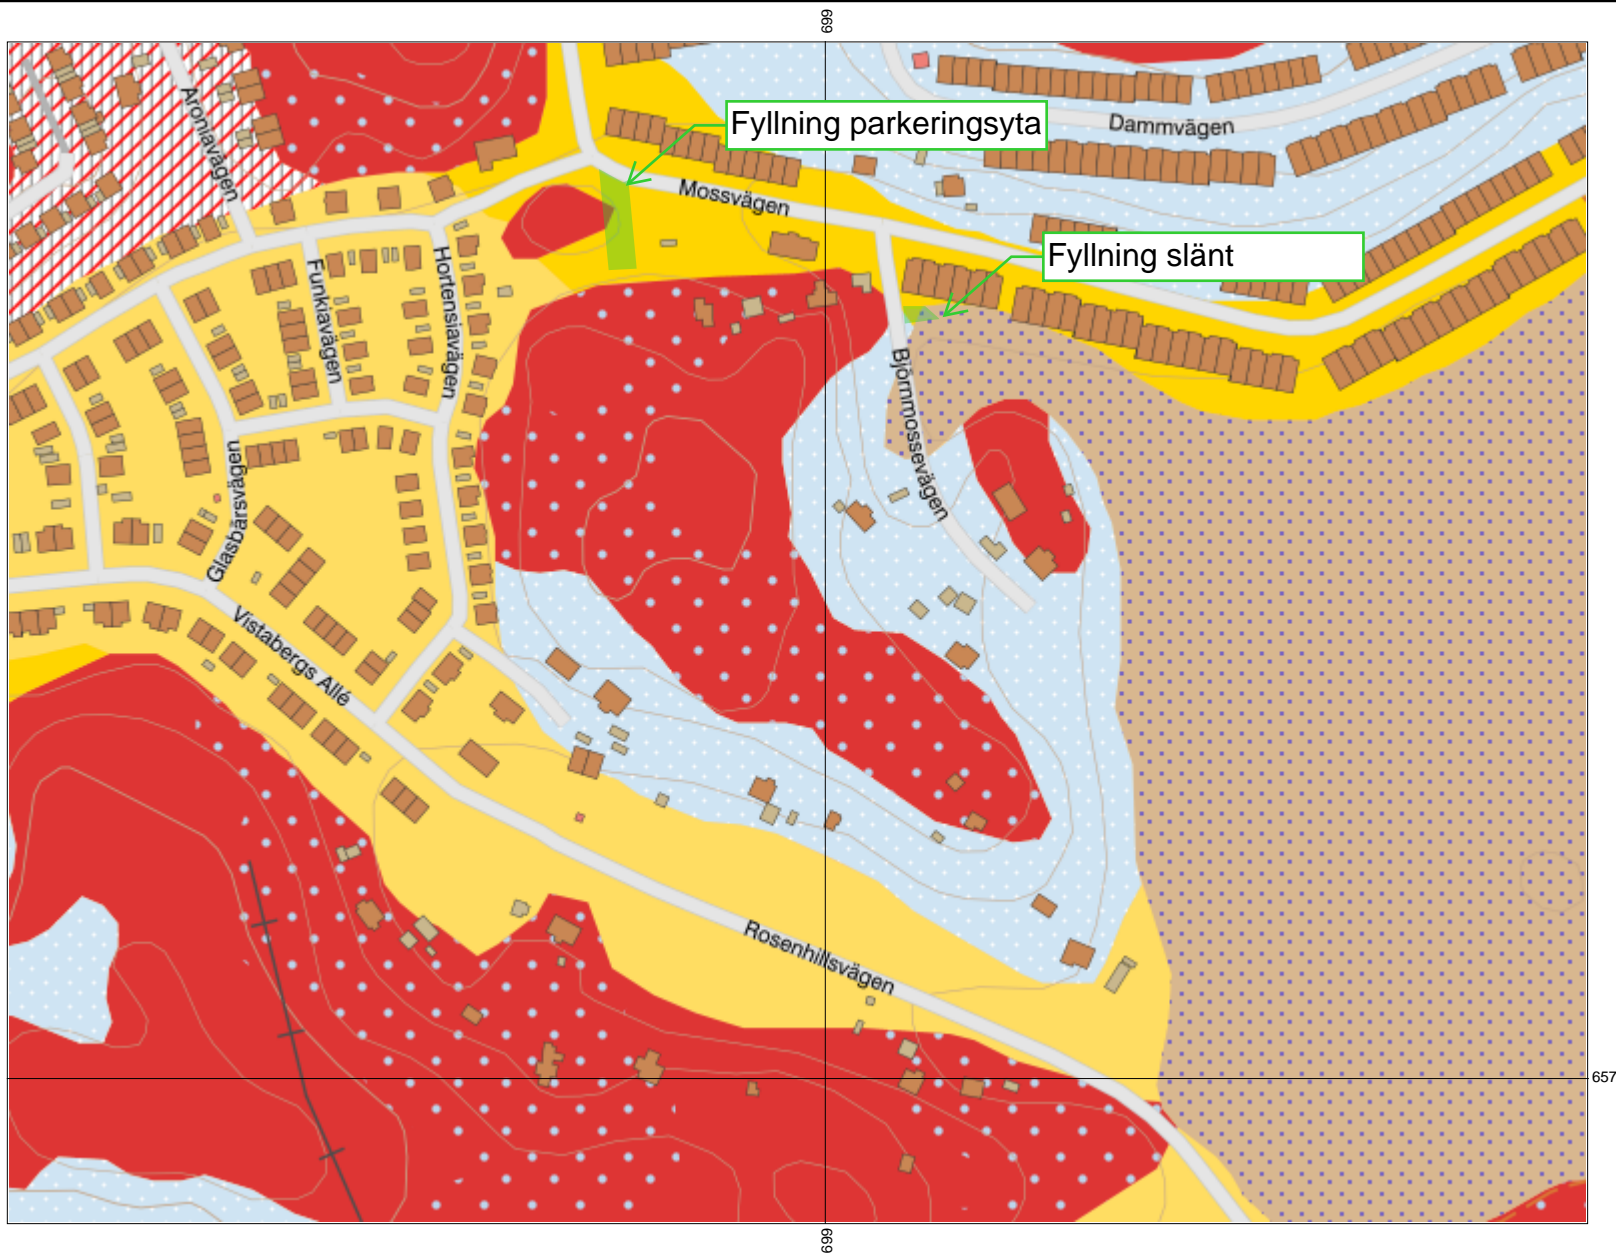 699
Fyllning parkeringsyta
Dammvägen
Aroniavägen
Mossvägen
Fyllning slänt
Funkiavägen
Hortensiavägen
Björnmossevägen
Glasbärsvägen
Vistabergs Allé
Rosenhillsvägen
657
699